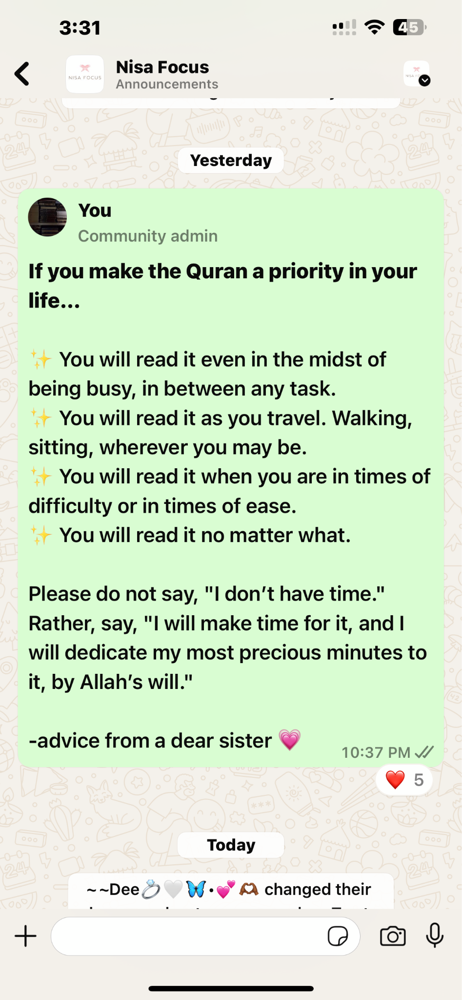 3:31
45
NISA FOCUS
Nisa Focus
Announcements
NISA
Yesterday
You
Community admin
If you make the Quran a priority in your
life...
✨ You will read it even in the midst of
being busy, in between any task.
✨ You will read it as you travel. Walking,
sitting, wherever you may be.
✨ You will read it when you are in times of
difficulty or in times of ease.
✨ You will read it no matter what.
Please do not say, "I don’t have time."
Rather, say, "I will make time for it, and I
will dedicate my most precious minutes to
it, by Allah’s will."
-advice from a dear sister 💗
10:37 PM
❤️ 5
Today
~~Dee💍🤍🦋•💕🫶🏾 changed their